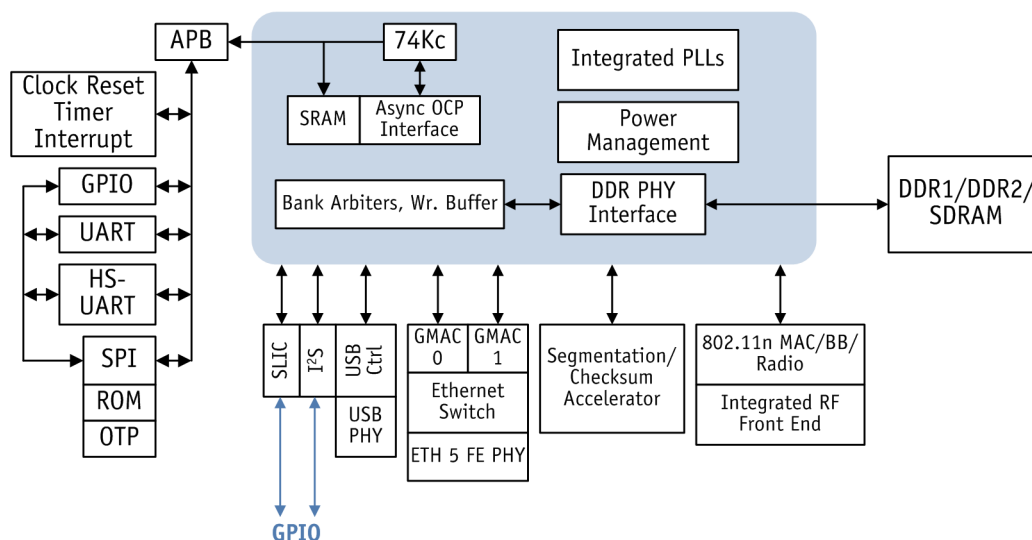 APB
74Kc
Integrated PLLs
Clock Reset
Timer
Interrupt
SRAM
Async OCP
Interface
Power
Management
GPIO
UART
HS-
UART
SPI
ROM
OTP
Bank Arbiters, Wr. Buffer
DDR PHY
Interface
DDR1/DDR2/
SDRAM
SLIC
I²S
USB
Ctrl
USB
PHY
GMAC
0
GMAC
1
Ethernet
Switch
ETH 5 FE PHY
Segmentation/
Checksum
Accelerator
802.11n MAC/BB/
Radio
Integrated RF
Front End
GPIO